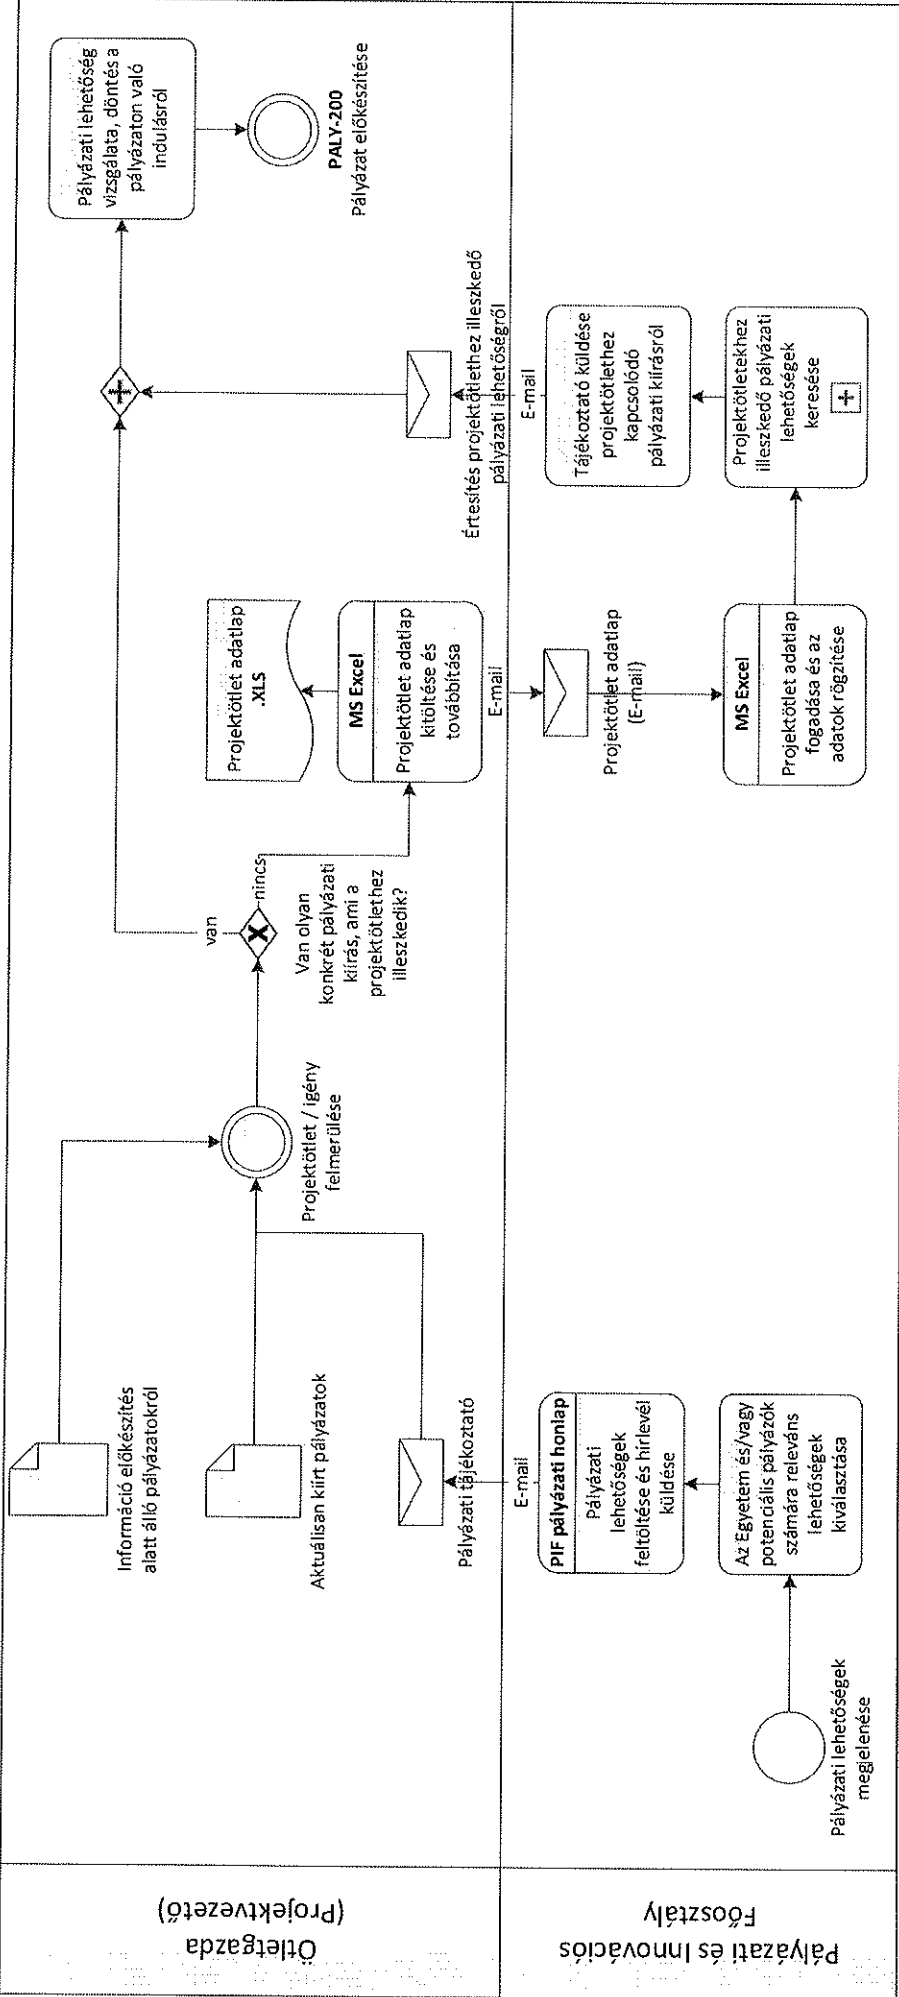 Ötletgazda
(Projektvezető)
Információ előkészítés
alatt álló pályázatokról
Aktuálisan kiírt pályázatok
Pályázati tájékoztató
Projektötlet / igény
felmerülése
van
nincs
Van olyan
konkrét pályázati
kiírás, ami a
projektötlethez
illeszkedik?
Projektötlet adatlap
.XLS
MS Excel
Projektötlet adatlap
kitöltése és
továbbítása
E-mail
Értesítés projektötlethez illeszkedő
pályázati lehetőségről
Pályázati lehetőség
vizsgálata, döntés a
pályázaton való
indulásról
PALY-200
Pályázat előkészítése
Pályázati és Innovációs
Főosztály
Pályázati lehetőségek
megjelenése
Az Egyetem és/vagy
potenciális pályázók
számára releváns
lehetőségek
kiválasztása
PIF pályázati honlap
Pályázati
lehetőségek
feltöltése és hírlevél
küldése
E-mail
Projektötlet adatlap
(E-mail)
MS Excel
Projektötlet adatlap
fogadása és az
adatok rögzítése
Projektötletekhez
illeszkedő pályázati
lehetőségek
keresése
Tájékoztató küldése
projektötlethez
kapcsolódó
pályázati kiírásról
E-mail